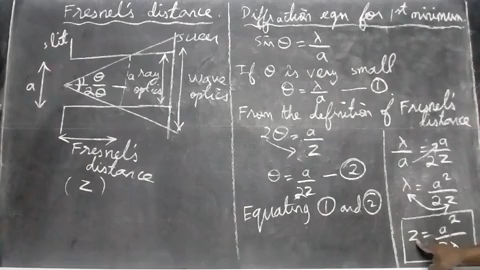 Fresnel's distance.
slit
screen
θ
2θ
a
a
ray
optics
wave
optics
Fresnel's
distance
(Z)
Diffraction eqn for 1st minimum
sinθ = λ/a
If θ is very small
θ = λ/a — ①
From the definition of Fresnel's
distance
2θ = a/Z
θ = a/2Z — ②
Equating ① and ②
λ/a = a/2Z
λ = a²/2Z
Z = a²/2λ